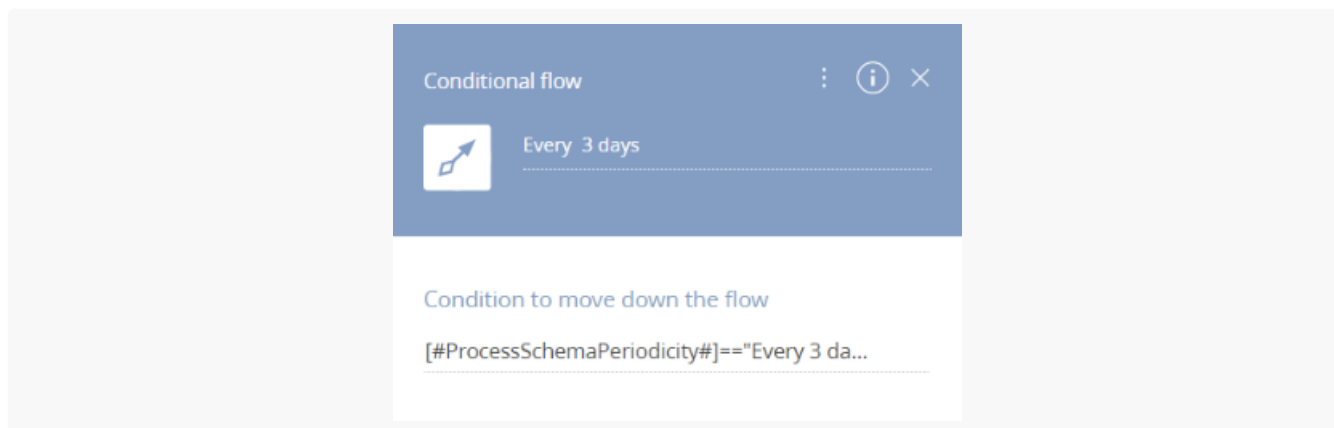 Conditional flow
Every 3 days
Condition to move down the flow
[#ProcessSchemaPeriodicity#]=="Every 3 da...